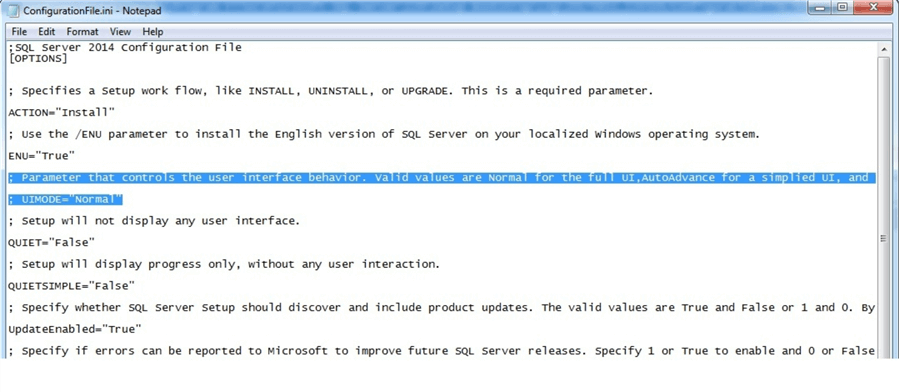 ConfigurationFile.ini - Notepad
File Edit Format View Help
;SQL Server 2014 Configuration File
[OPTIONS]
; Specifies a Setup work flow, like INSTALL, UNINSTALL, or UPGRADE. This is a required parameter.
ACTION="Install"
; Use the /ENU parameter to install the English version of SQL Server on your localized Windows operating system.
ENU="True"
; Parameter that controls the user interface behavior. Valid values are Normal for the full UI,AutoAdvance for a simplied UI, and
; UIMODE="Normal"
; Setup will not display any user interface.
QUIET="False"
; Setup will display progress only, without any user interaction.
QUIETSIMPLE="False"
; Specify whether SQL Server Setup should discover and include product updates. The valid values are True and False or 1 and 0. By
UpdateEnabled="True"
; Specify if errors can be reported to Microsoft to improve future SQL Server releases. Specify 1 or True to enable and 0 or False